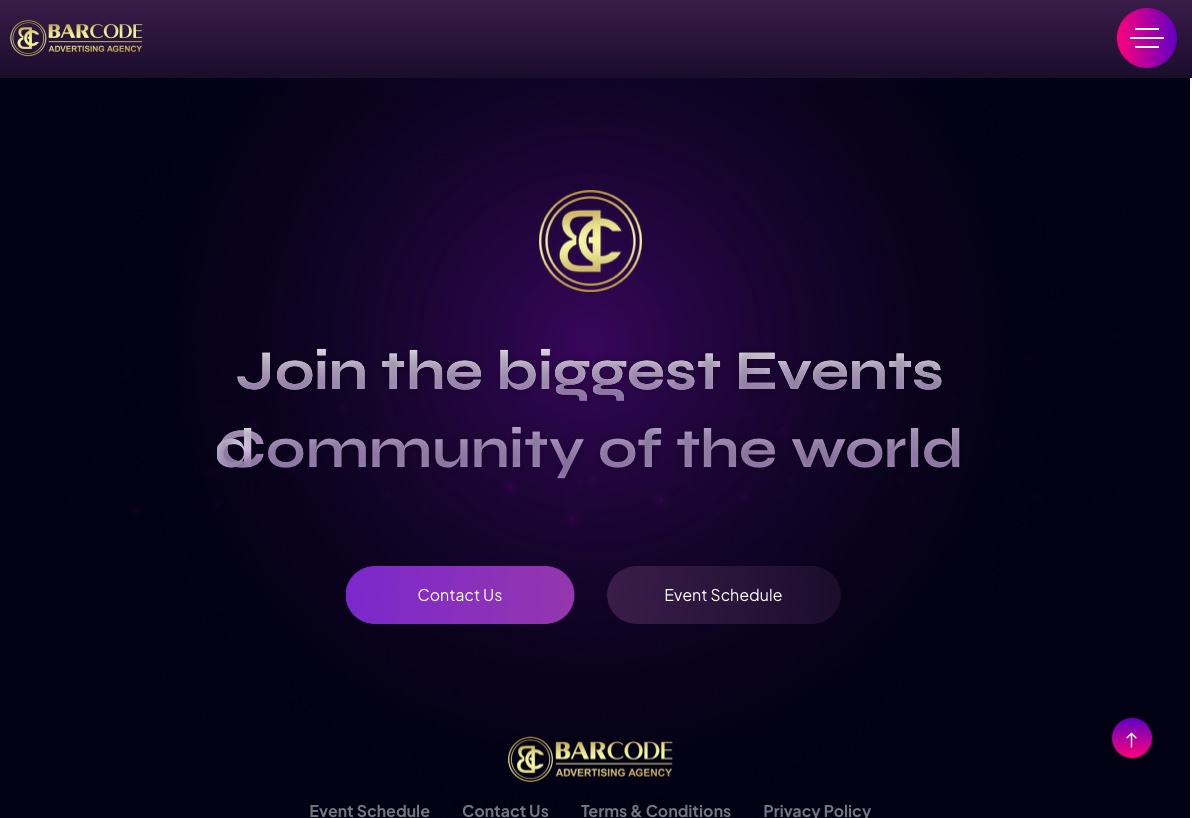 BARCODE
ADVERTISING AGENCY
BC
Join the biggest Events
Community of the world
Contact Us
Event Schedule
BARCODE
ADVERTISING AGENCY
Event Schedule Contact Us Terms & Conditions Privacy Policy